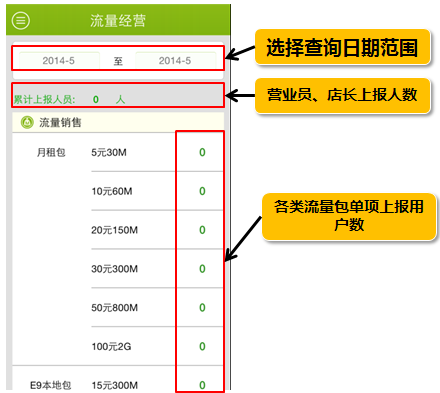 流量经营
2014-5 至 2014-5
选择查询日期范围
累计上报人员: 0 人
营业员、店长上报人数
流量销售
月租包 5元30M 0
10元60M 0
20元150M 0
各类流量包单项上报用
户数
30元300M 0
50元800M 0
100元2G 0
E9本地包 15元300M 0